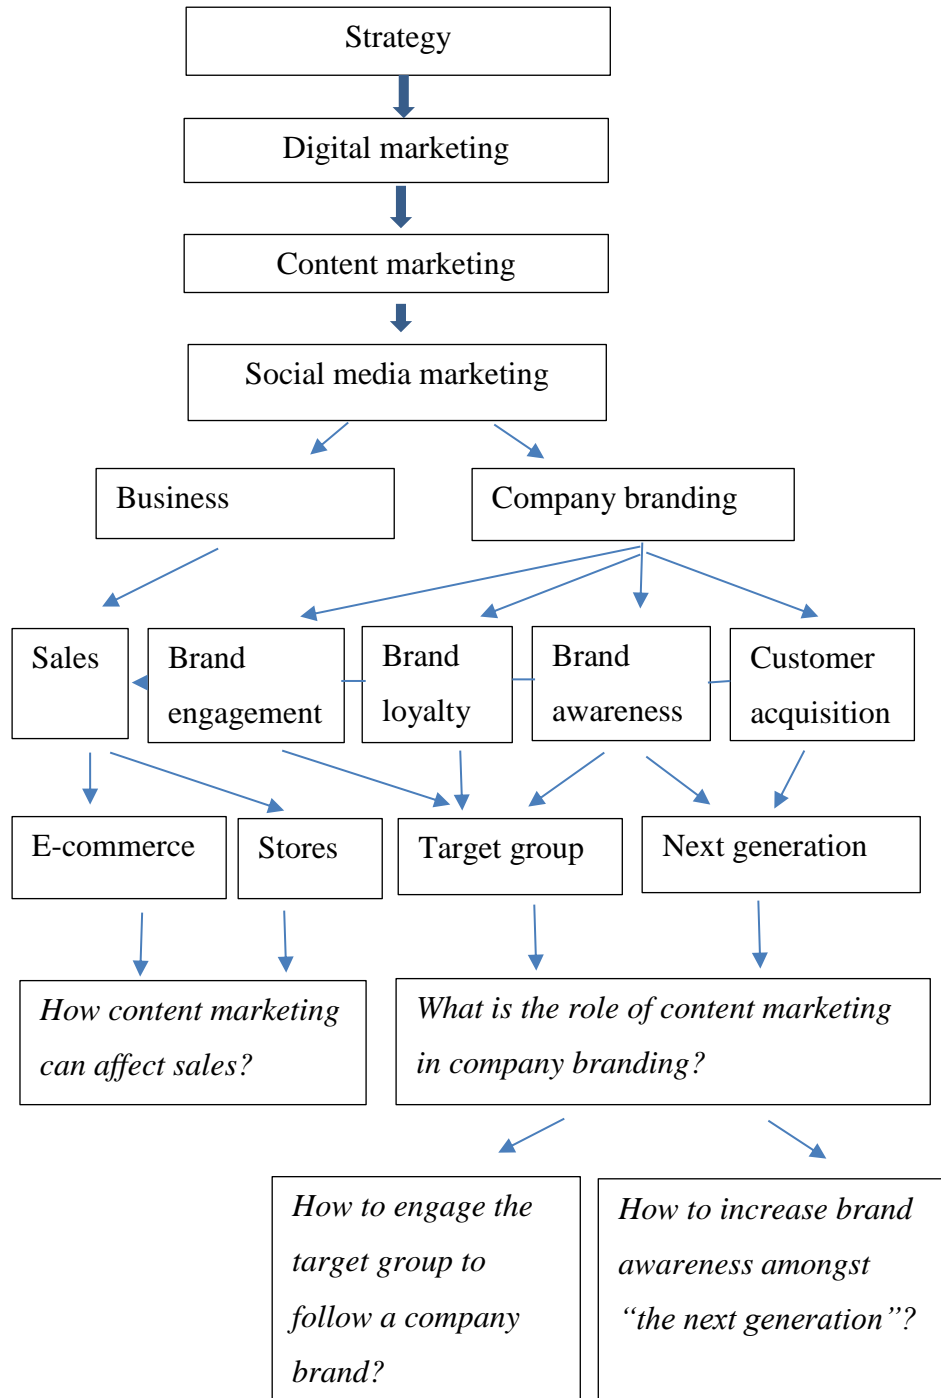 Strategy
Digital marketing
Content marketing
Social media marketing
Business
Company branding
Sales
Brand
engagement
Brand
loyalty
Brand
awareness
Customer
acquisition
E-commerce
Stores
Target group
Next generation
How content marketing
can affect sales?
What is the role of content marketing
in company branding?
How to engage the
target group to
follow a company
brand?
How to increase brand
awareness amongst
“the next generation”?